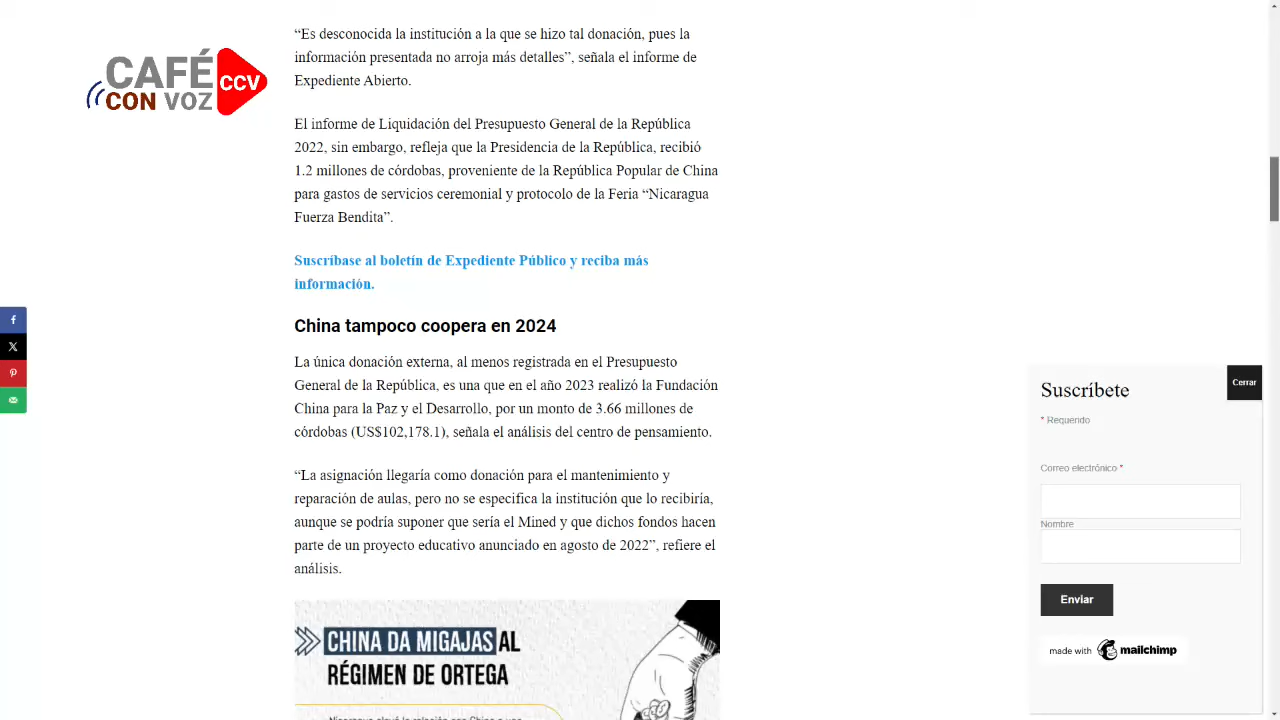 “Es desconocida la institución a la que se hizo tal donación, pues la
información presentada no arroja más detalles”, señala el informe de
Expediente Abierto.
CAFÉ
CON VOZ
CCV
El informe de Liquidación del Presupuesto General de la República
2022, sin embargo, refleja que la Presidencia de la República, recibió
1.2 millones de córdobas, proveniente de la República Popular de China
para gastos de servicios ceremonial y protocolo de la Feria “Nicaragua
Fuerza Bendita”.
Suscríbase al boletín de Expediente Público y reciba más
información.
China tampoco coopera en 2024
La única donación externa, al menos registrada en el Presupuesto
General de la República, es una que en el año 2023 realizó la Fundación
China para la Paz y el Desarrollo, por un monto de 3.66 millones de
córdobas (US$102,178.1), señala el análisis del centro de pensamiento.
“La asignación llegaría como donación para el mantenimiento y
reparación de aulas, pero no se especifica la institución que lo recibiría,
aunque se podría suponer que sería el Mined y que dichos fondos hacen
parte de un proyecto educativo anunciado en agosto de 2022”, refiere el
análisis.
CHINA DA MIGAJAS AL
RÉGIMEN DE ORTEGA
Cerrar
Suscríbete
* Requerido
Correo electrónico *
Nombre
Enviar
made with mailchimp